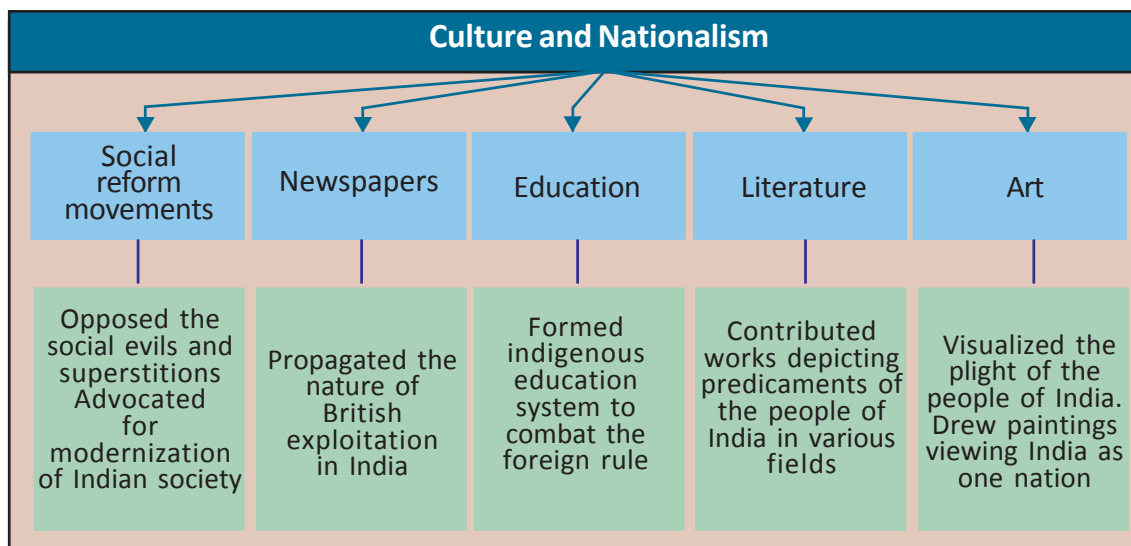 Culture and Nationalism
Social
reform
movements
Newspapers
Education
Literature
Art
Opposed the
social evils and
superstitions
Advocated
for
modernization
of Indian society
Propagated the
nature of
British
exploitation
in India
Formed
indigenous
education
system to
combat the
foreign rule
Contributed
works depicting
predicaments of
the people of
India in various
fields
Visualized the
plight of the
people of India.
Drew paintings
viewing India as
one nation